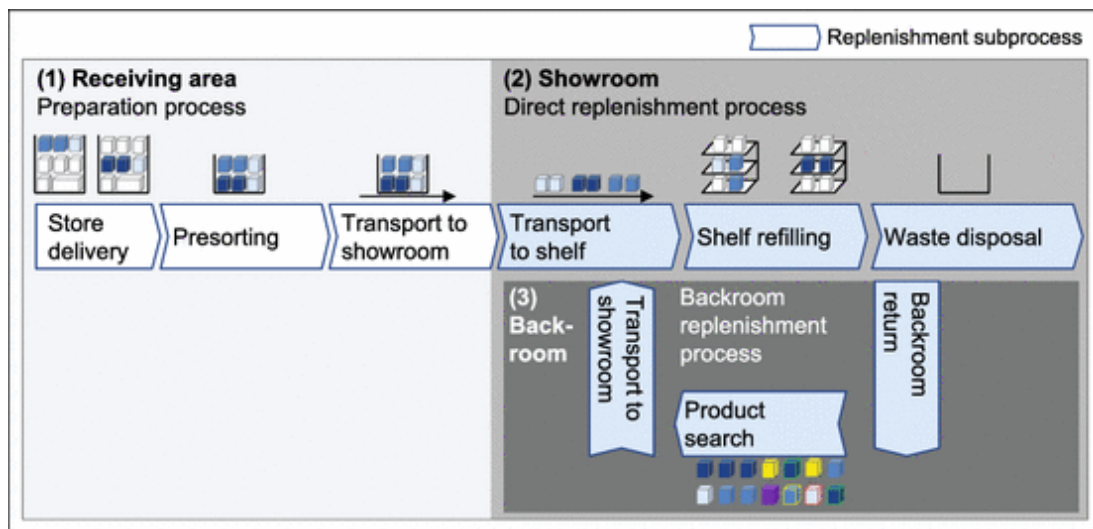 Replenishment subprocess
(1) Receiving area
Preparation process
(2) Showroom
Direct replenishment process
Store
delivery
Presorting
Transport to
showroom
Transport
to shelf
Shelf refilling
Waste disposal
(3)
Back-
room
Transport to
showroom
Backroom
replenishment
process
Product
search
Backroom
return